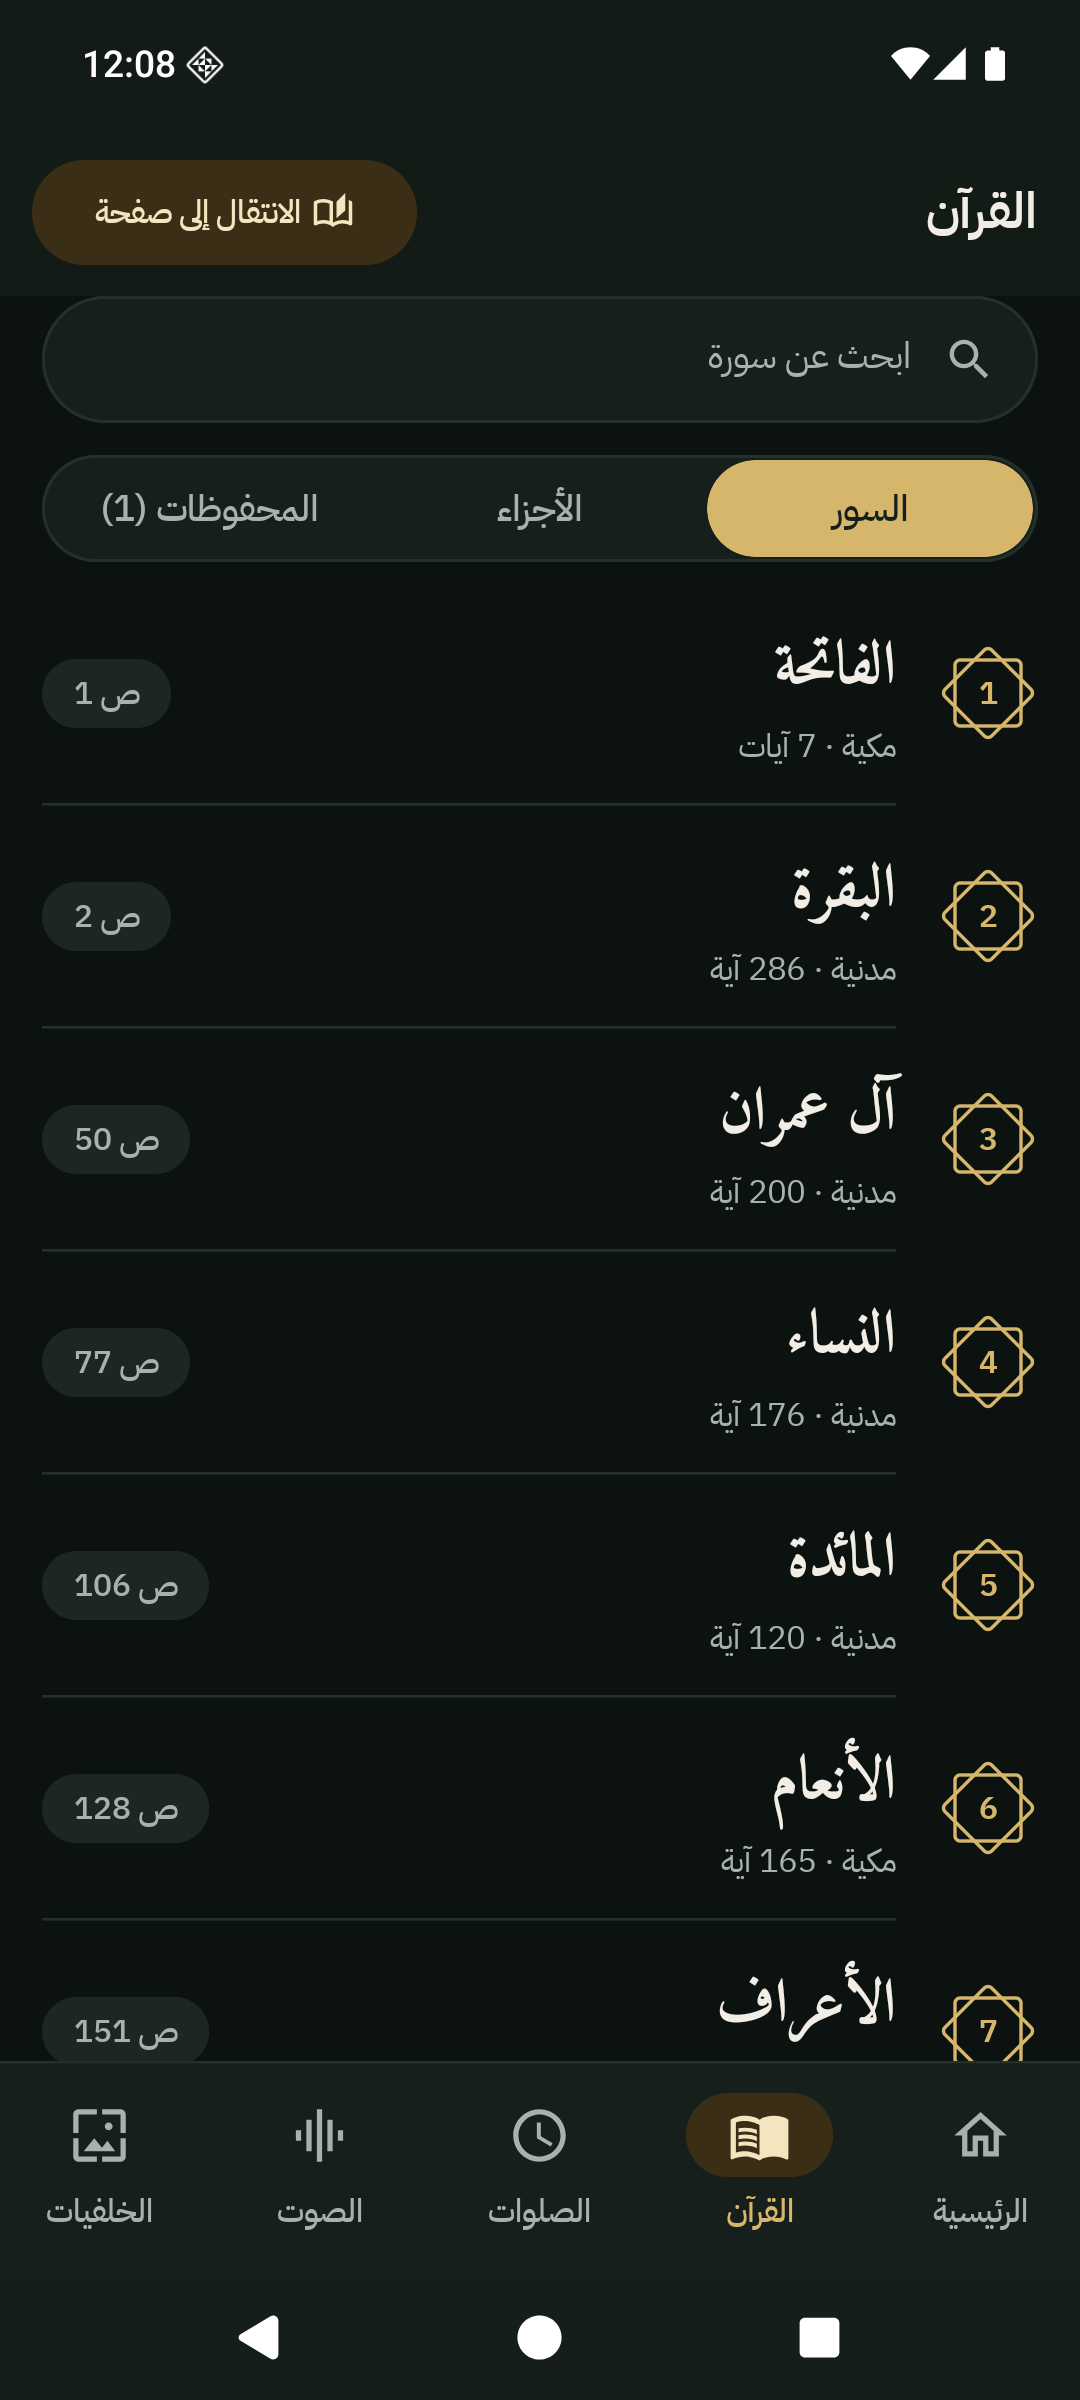 12:08
القرآن
الانتقال إلى صفحة
ابحث عن سورة
السور
الأجزاء
المحفوظات (1)
1
الفاتحة
مكية · 7 آيات
ص 1
2
البقرة
مدنية · 286 آية
ص 2
3
آل عمران
مدنية · 200 آية
ص 50
4
النساء
مدنية · 176 آية
ص 77
5
المائدة
مدنية · 120 آية
ص 106
6
الأنعام
مكية · 165 آية
ص 128
7
الأعراف
ص 151
الرئيسية
القرآن
الصلوات
الصوت
الخلفيات